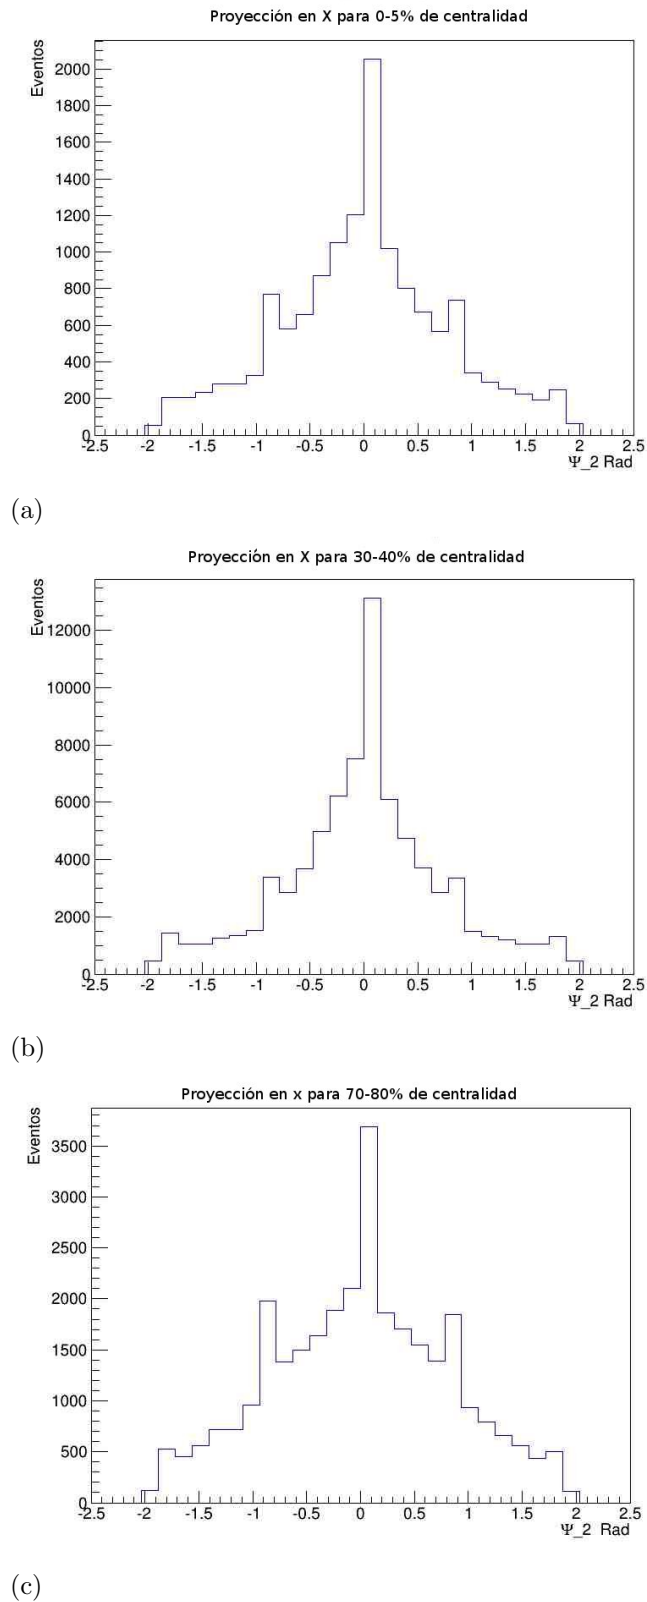 Proyección en X para 0-5% de centralidad
Eventos
2000
1800
1600
1400
1200
1000
800
600
400
200
0
-2.5 -2 -1.5 -1 -0.5 0 0.5 1 1.5 2 2.5
Ψ_2 Rad
(a)
Proyección en X para 30-40% de centralidad
Eventos
12000
10000
8000
6000
4000
2000
0
-2.5 -2 -1.5 -1 -0.5 0 0.5 1 1.5 2 2.5
Ψ_2 Rad
(b)
Proyección en x para 70-80% de centralidad
Eventos
3500
3000
2500
2000
1500
1000
500
0
-2.5 -2 -1.5 -1 -0.5 0 0.5 1 1.5 2 2.5
Ψ_2 Rad
(c)